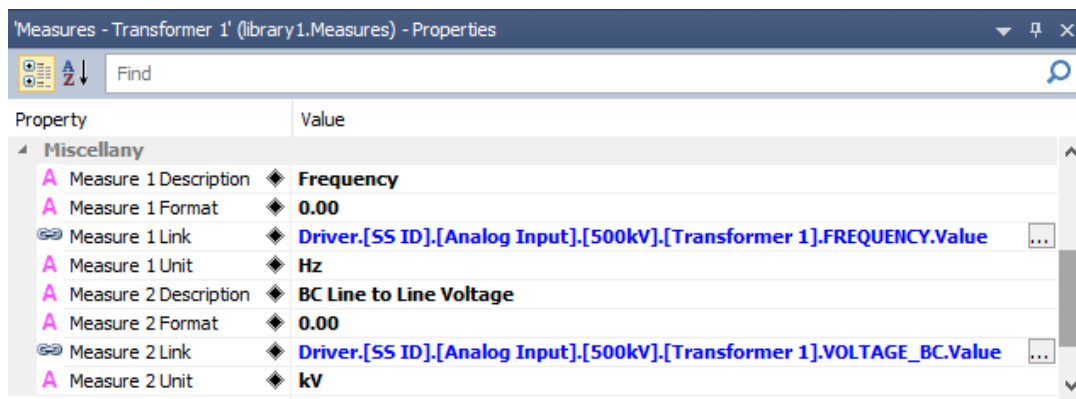 'Measures - Transformer 1' (library1.Measures) - Properties
Find
Property Value
Miscellany
Measure 1 Description Frequency
Measure 1 Format 0.00
Measure 1 Link Driver.[SS ID].[Analog Input].[500kV].[Transformer 1].FREQUENCY.Value ...
Measure 1 Unit Hz
Measure 2 Description BC Line to Line Voltage
Measure 2 Format 0.00
Measure 2 Link Driver.[SS ID].[Analog Input].[500kV].[Transformer 1].VOLTAGE_BC.Value ...
Measure 2 Unit kV